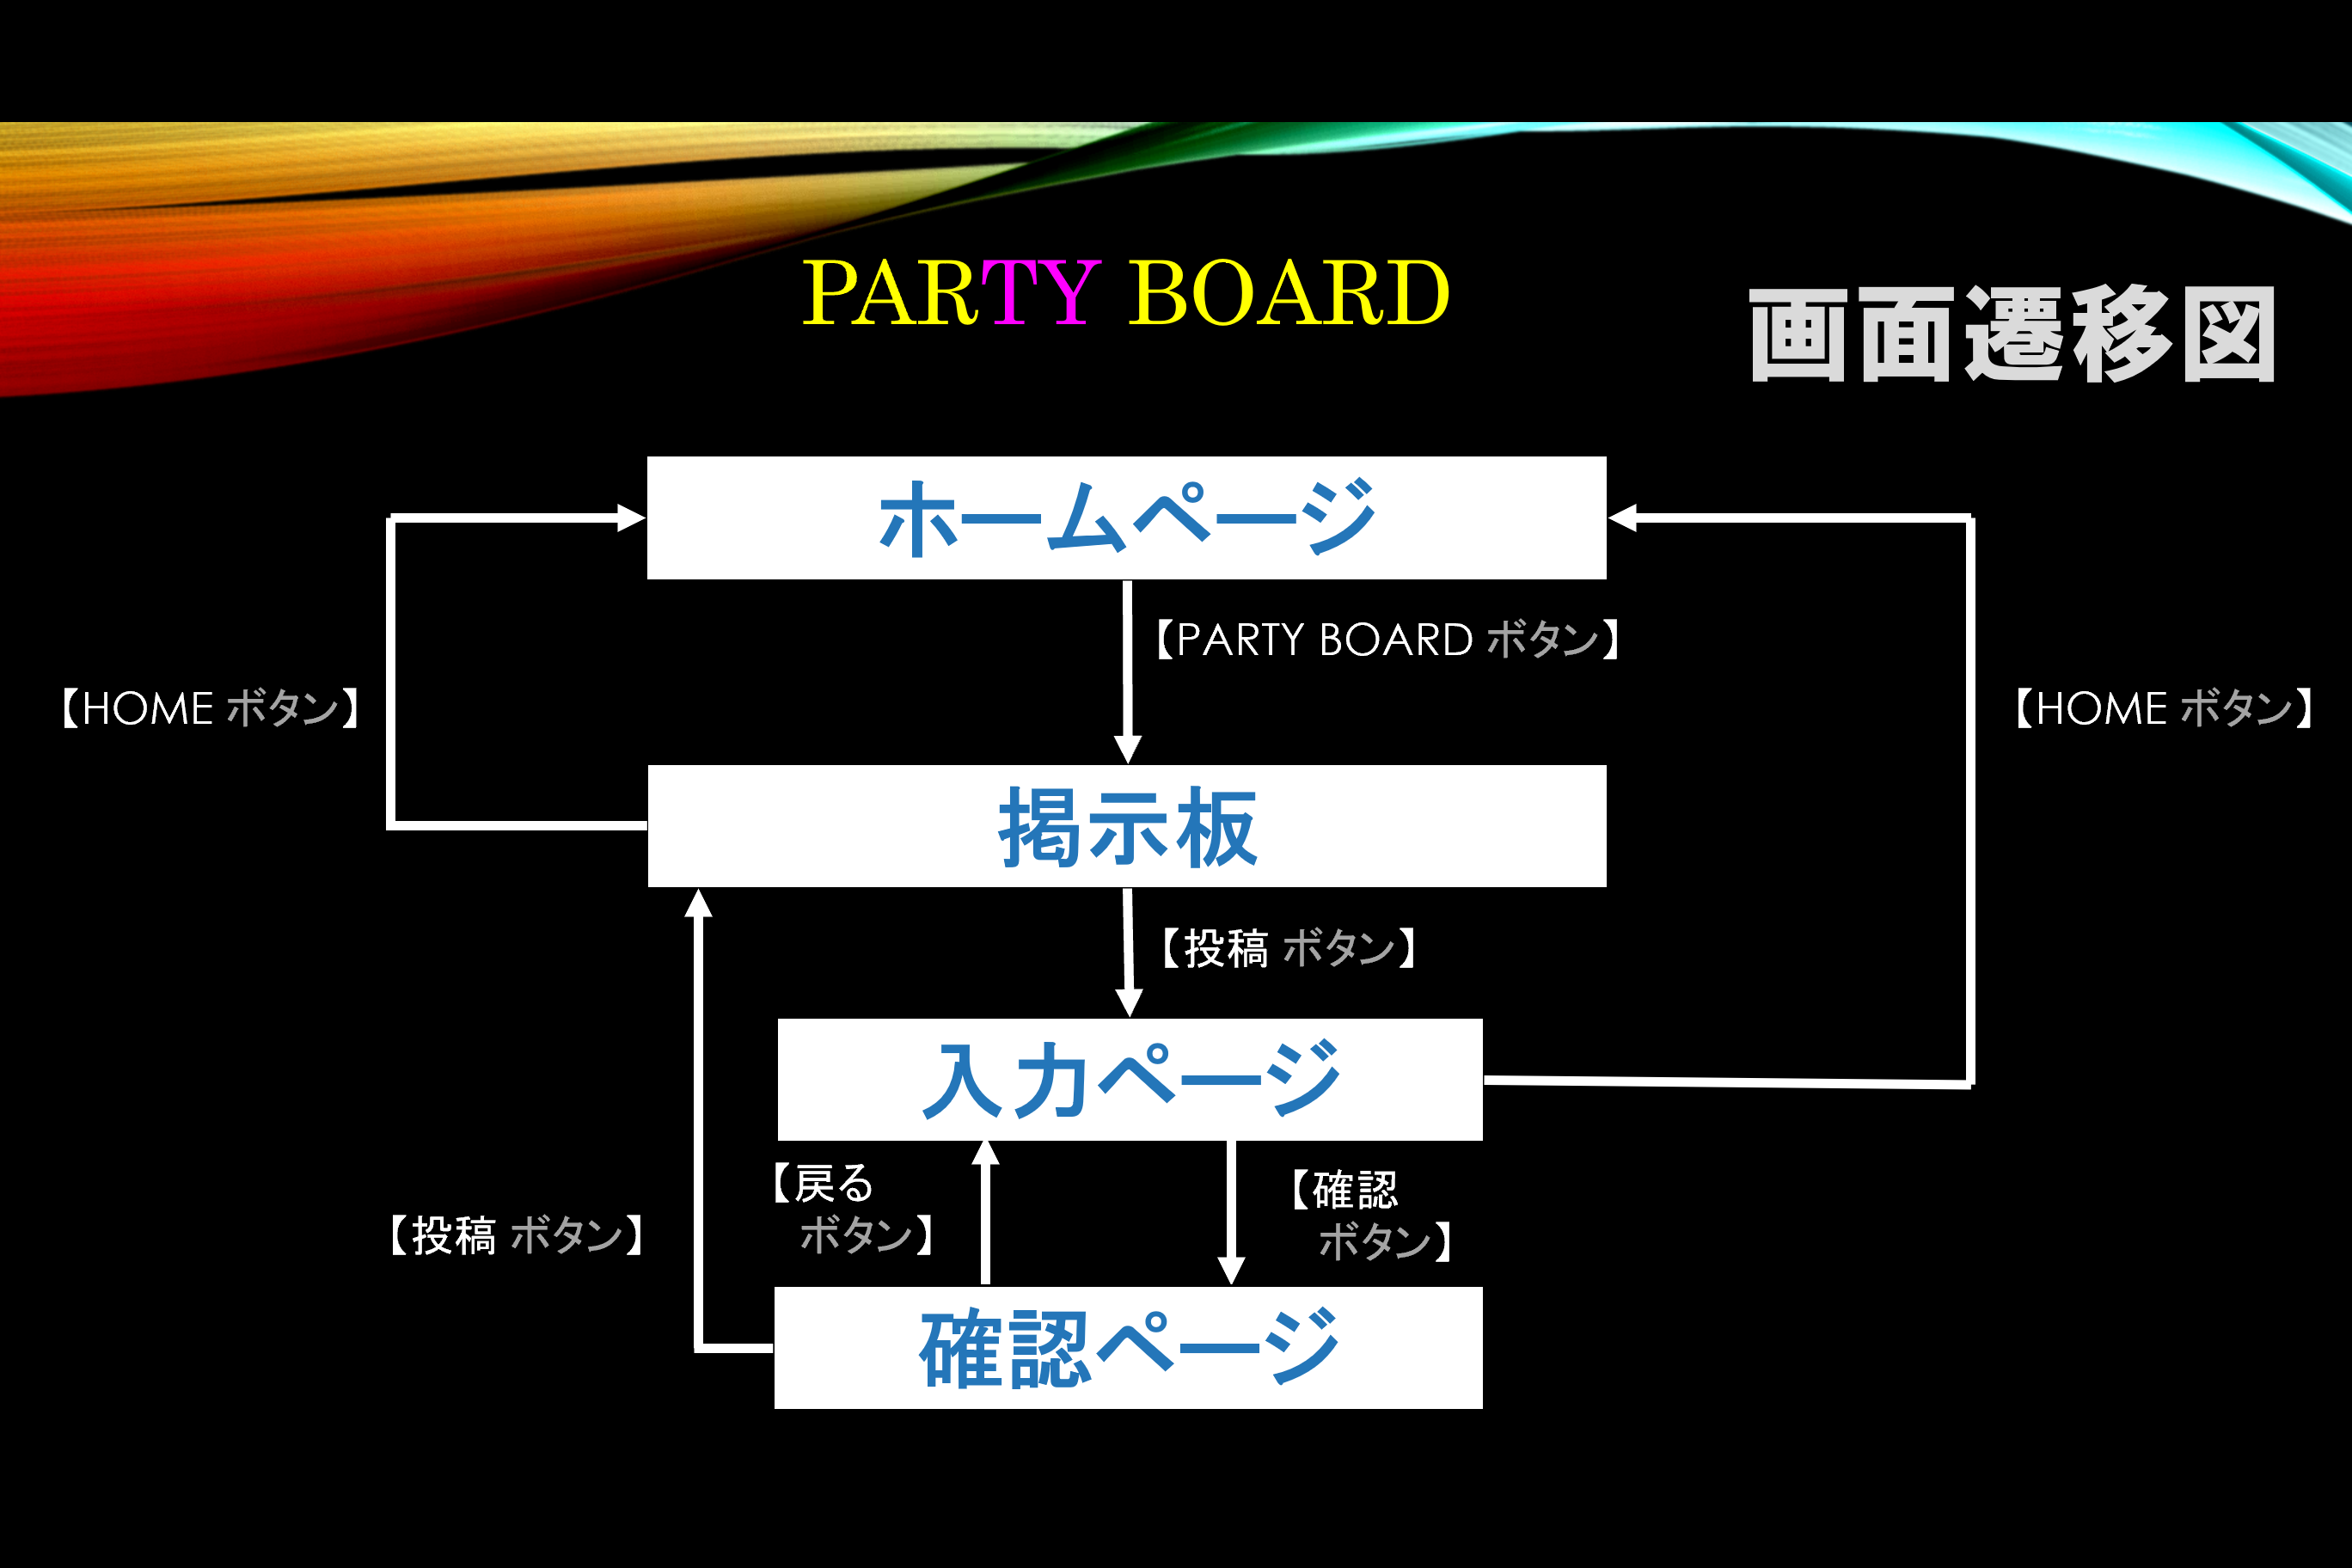 PARTY BOARD
画面遷移図
ホームページ
【PARTY BOARD ボタン】
【HOME ボタン】
【HOME ボタン】
掲示板
【投稿 ボタン】
入力ページ
【戻る
ボタン】
【確認
ボタン】
【投稿 ボタン】
確認ページ